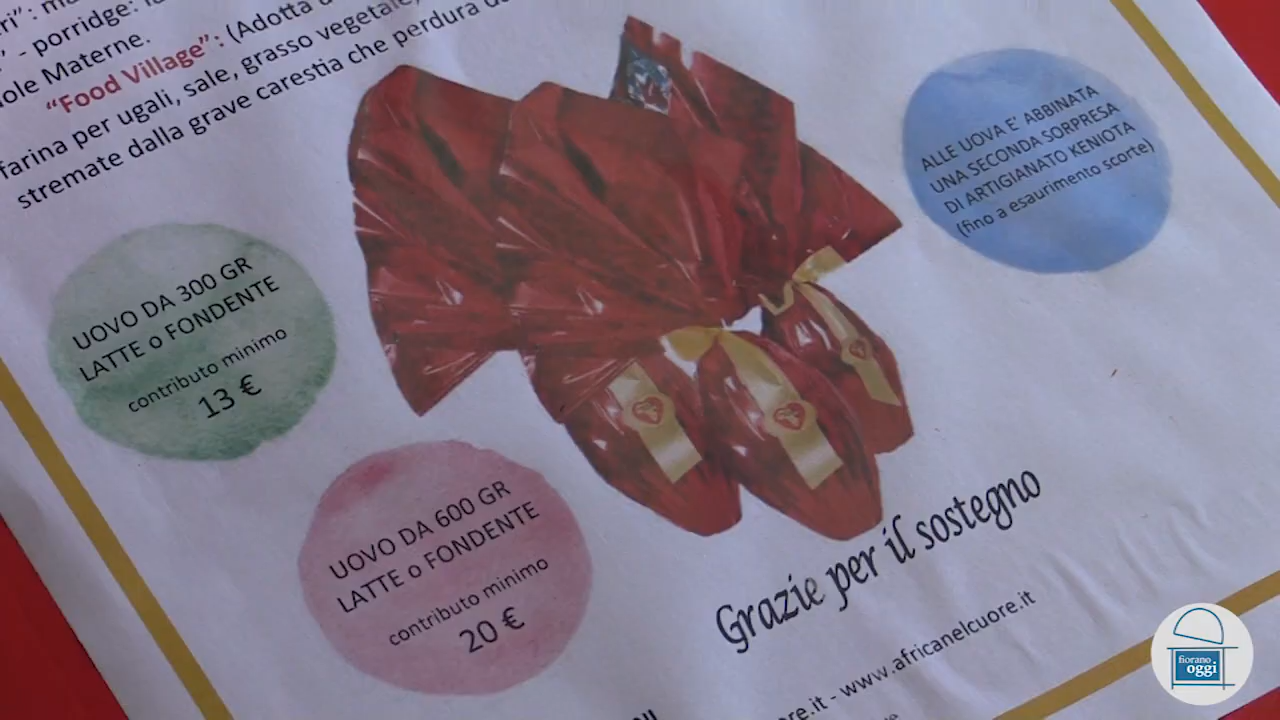 - porridge:
Materne.
"Food Village": (Adotta
farina per ugali, sale, grasso vegetale,
stremate dalla grave carestia che perdura
ALLE UOVA E' ABBINATA
UNA SECONDA SORPRESA
DI ARTIGIANATO KENIOTA
(fino a esaurimento scorte)
UOVO DA 300 GR
LATTE o FONDENTE
contributo minimo
13 €
UOVO DA 600 GR
LATTE o FONDENTE
contributo minimo
20 €
Grazie per il sostegno
- www.africanelcuore.it
fiorano
oggi